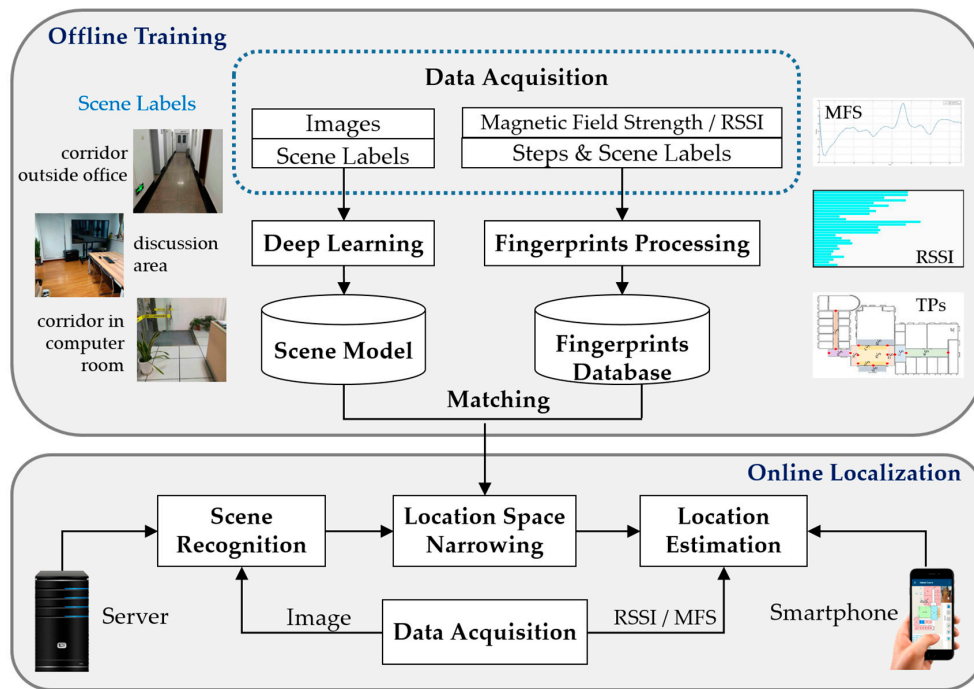 Offline Training
Data Acquisition
Scene Labels
Images
Scene Labels
Magnetic Field Strength / RSSI
Steps & Scene Labels
MFS
corridor
outside office
discussion
area
corridor in
computer
room
Deep Learning
Fingerprints Processing
RSSI
Scene Model
Fingerprints
Database
TPs
Matching
Online Localization
Scene
Recognition
Location Space
Narrowing
Location
Estimation
Server
Image
Data Acquisition
RSSI / MFS
Smartphone